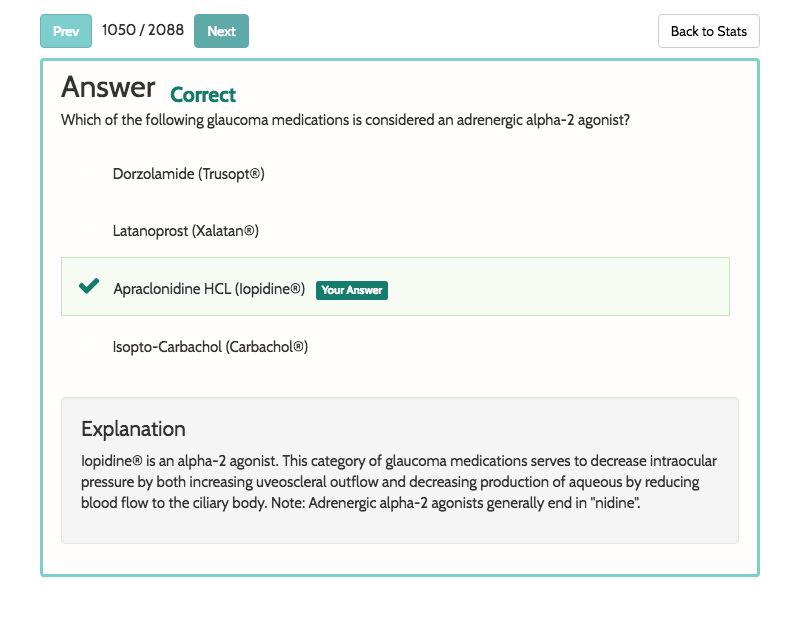 Prev 1050 / 2088 Next Back to Stats
Answer Correct
Which of the following glaucoma medications is considered an adrenergic alpha-2 agonist?
Dorzolamide (Trusopt®)
Latanoprost (Xalatan®)
Apraclonidine HCL (Iopidine®) Your Answer
Isopto-Carbachol (Carbachol®)
Explanation
Iopidine® is an alpha-2 agonist. This category of glaucoma medications serves to decrease intraocular
pressure by both increasing uveoscleral outflow and decreasing production of aqueous by reducing
blood flow to the ciliary body. Note: Adrenergic alpha-2 agonists generally end in "nidine".